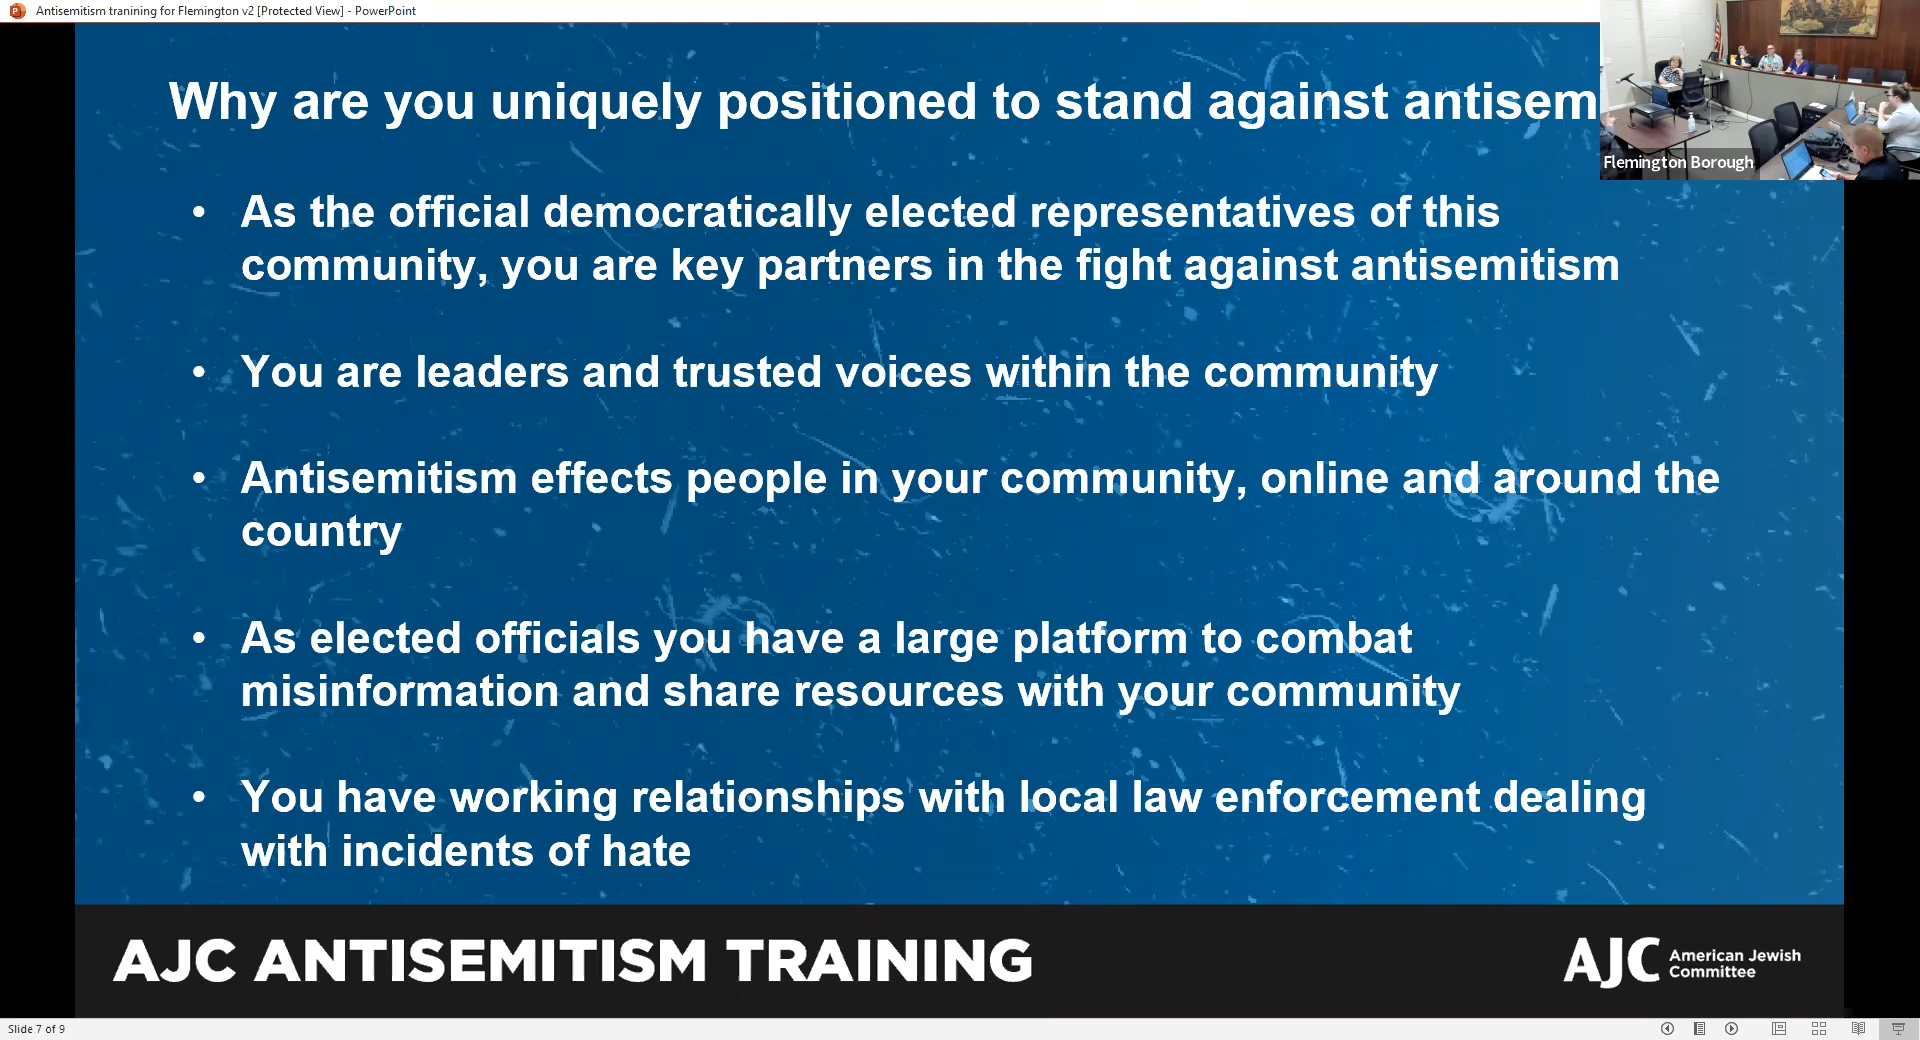 Antisemitism tranining for Flemington v2 [Protected View] - PowerPoint
Why are you uniquely positioned to stand against antisem
Flemington Borough
• As the official democratically elected representatives of this
community, you are key partners in the fight against antisemitism
• You are leaders and trusted voices within the community
• Antisemitism effects people in your community, online and around the
country
• As elected officials you have a large platform to combat
misinformation and share resources with your community
• You have working relationships with local law enforcement dealing
with incidents of hate
AJC ANTISEMITISM TRAINING
AJC American Jewish
Committee
Slide 7 of 9